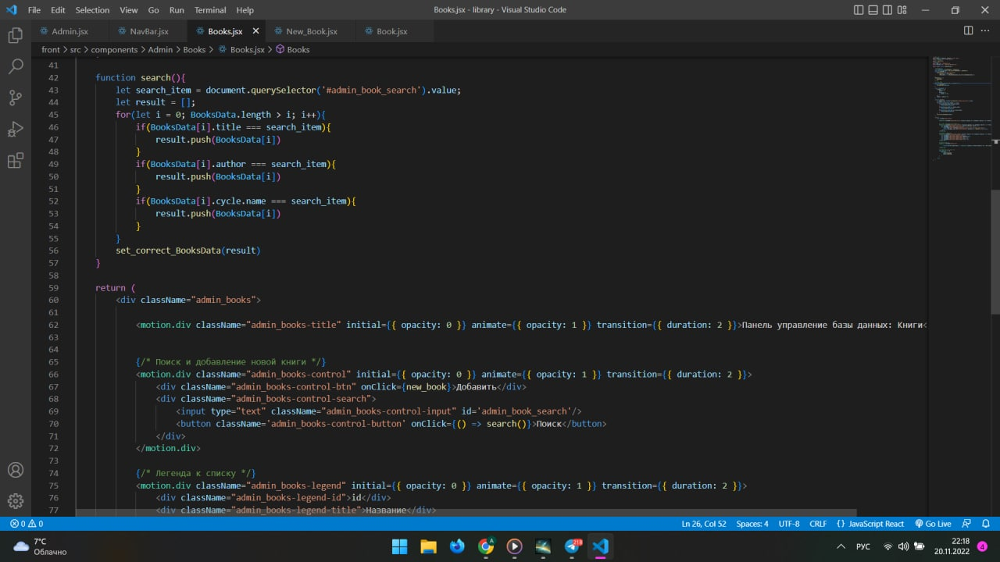 File Edit Selection View Go Run Terminal Help Books.jsx - library - Visual Studio Code
Admin.jsx NavBar.jsx Books.jsx New_Book.jsx Book.jsx
front > src > components > Admin > Books > Books.jsx > Books
41
42 function search(){
43 let search_item = document.querySelector('#admin_book_search').value;
44 let result = [];
45 for(let i = 0; BooksData.length > i; i++){
46 if(BooksData[i].title === search_item){
47 result.push(BooksData[i])
48 }
49 if(BooksData[i].author === search_item){
50 result.push(BooksData[i])
51 }
52 if(BooksData[i].cycle.name === search_item){
53 result.push(BooksData[i])
54 }
55 }
56 set_correct_BooksData(result)
57 }
58
59 return (
60 <div className="admin_books">
61
62 <motion.div className="admin_books-title" initial={{ opacity: 0 }} animate={{ opacity: 1 }} transition={{ duration: 2 }}>Панель управление базы данных: Книги<
63
64
65 {/* Поиск и добавление новой книги */}
66 <motion.div className="admin_books-control" initial={{ opacity: 0 }} animate={{ opacity: 1 }} transition={{ duration: 2 }}>
67 <div className="admin_books-control-btn" onClick={new_book}>Добавить</div>
68 <div className="admin_books-control-search">
69 <input type="text" className="admin_books-control-input" id='admin_book_search'/>
70 <button className='admin_books-control-button' onClick={() => search()}>Поиск</button>
71 </div>
72 </motion.div>
73
74 {/* Легенда к списку */}
75 <motion.div className="admin_books-legend" initial={{ opacity: 0 }} animate={{ opacity: 1 }} transition={{ duration: 2 }}>
76 <div className="admin_books-legend-id">id</div>
77 <div className="admin_books-legend-title">Название</div>
0 0 Ln 26, Col 52 Spaces: 4 UTF-8 CRLF {} JavaScript React Go Live
7°C
Облачно
218
РУС
22:18
20.11.2022
4